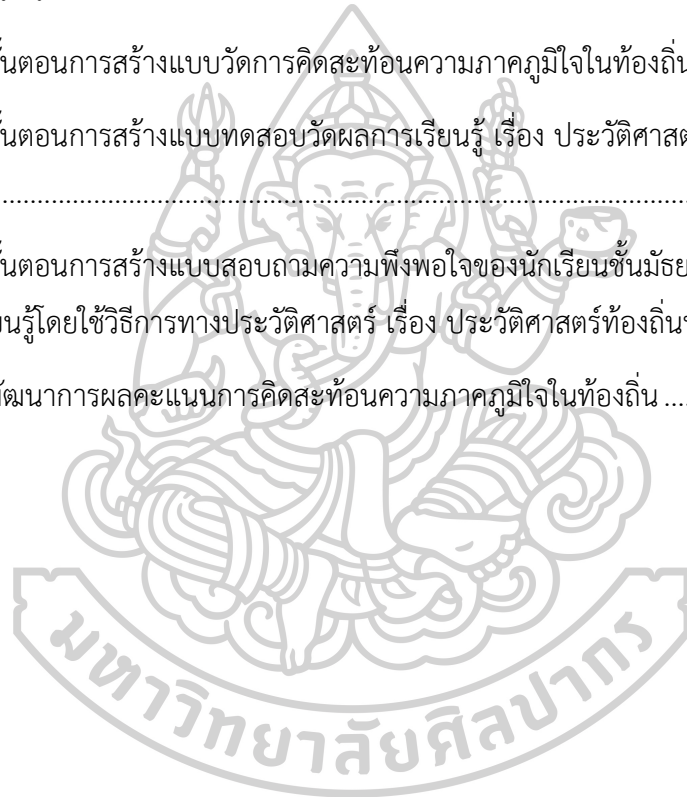 ั้นตอนการสร้างแบบวัดการคิดสะท้อนความภาคภูมิใจในท้องถิ่น
ั้นตอนการสร้างแบบทดสอบวัดผลการเรียนรู้ เรื่อง ประวัติศาสต
....................................................................................
ั้นตอนการสร้างแบบสอบถามความพึงพอใจของนักเรียนชั้นมัธย
ยนรู้โดยใช้วิธีการทางประวัติศาสตร์ เรื่อง ประวัติศาสตร์ท้องถิ่น
ัฒนาการผลคะแนนการคิดสะท้อนความภาคภูมิใจในท้องถิ่น ....
มหาวิทยาลัยศิลปากร